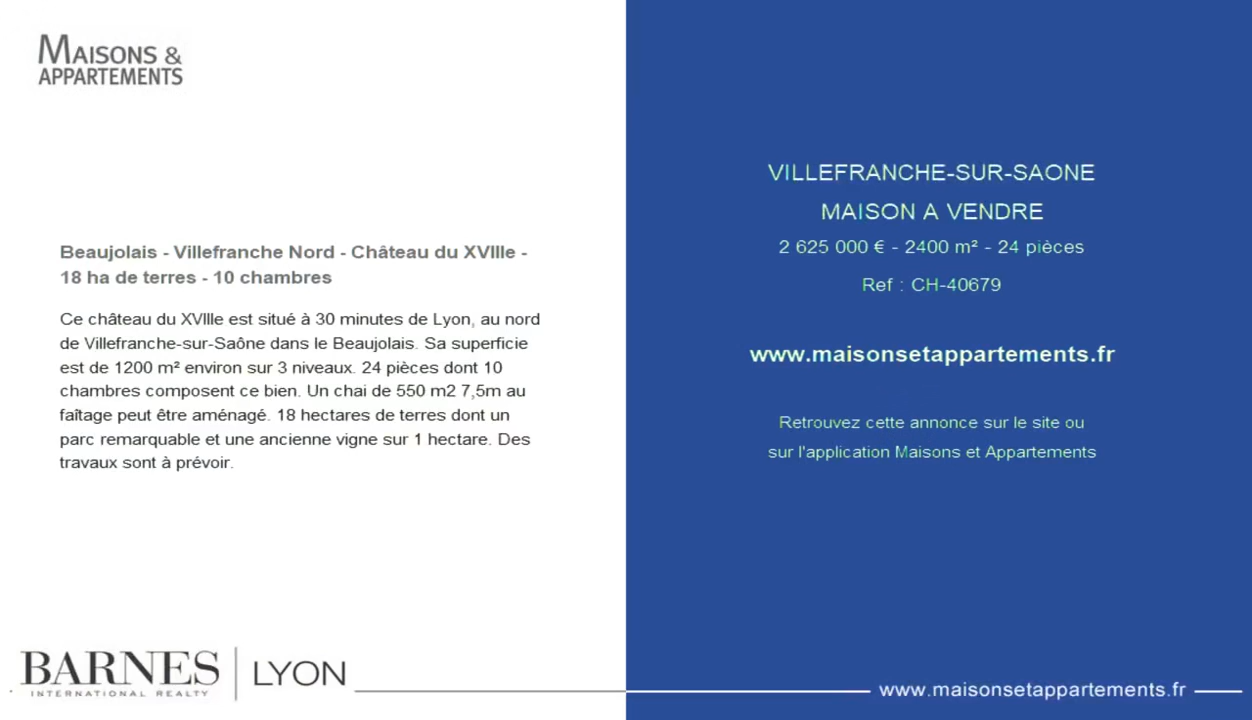 MAISONS &
APPARTEMENTS
Beaujolais - Villefranche Nord - Château du XVIIIe -
18 ha de terres - 10 chambres
Ce château du XVIIIe est situé à 30 minutes de Lyon, au nord
de Villefranche-sur-Saône dans le Beaujolais. Sa superficie
est de 1200 m² environ sur 3 niveaux. 24 pièces dont 10
chambres composent ce bien. Un chai de 550 m2 7,5m au
faîtage peut être aménagé. 18 hectares de terres dont un
parc remarquable et une ancienne vigne sur 1 hectare. Des
travaux sont à prévoir.
BARNES
INTERNATIONAL REALTY
LYON
VILLEFRANCHE-SUR-SAONE
MAISON A VENDRE
2 625 000 € - 2400 m² - 24 pièces
Ref : CH-40679
www.maisonsetappartements.fr
Retrouvez cette annonce sur le site ou
sur l'application Maisons et Appartements
www.maisonsetappartements.fr